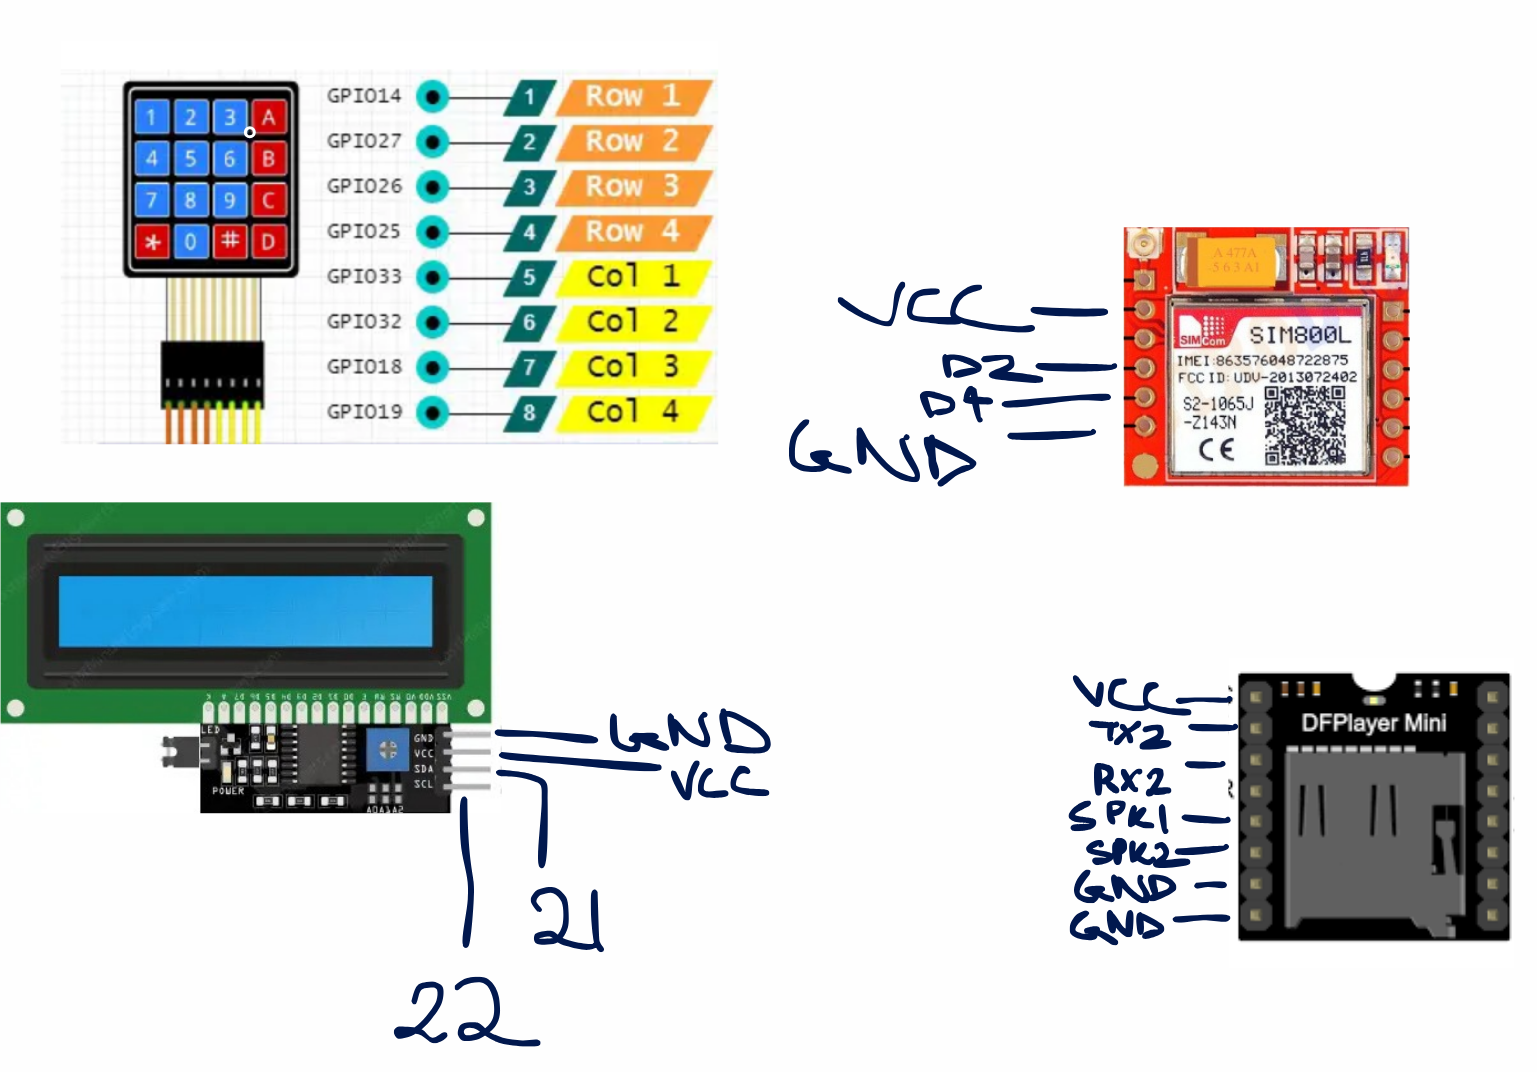 1 2 3 A
4 5 6 B
7 8 9 C
* 0 # D
GPIO14 1 Row 1
GPIO27 2 Row 2
GPIO26 3 Row 3
GPIO25 4 Row 4
GPIO33 5 Col 1
GPIO32 6 Col 2
GPIO18 7 Col 3
GPIO19 8 Col 4
VCC
D2
D4
GND
A 477A
563A1
SIMCom
SIM800L
IMEI:863576048722875
FCC ID: UDV-2013072402
S2-1065J
-Z143N
CE
LED
POWER
A0A1A2
GND
VCC
SDA
SCL
GND
VCC
21
22
VCC
TX2
RX2
SPK1
SPK2
GND
GND
DFPlayer Mini